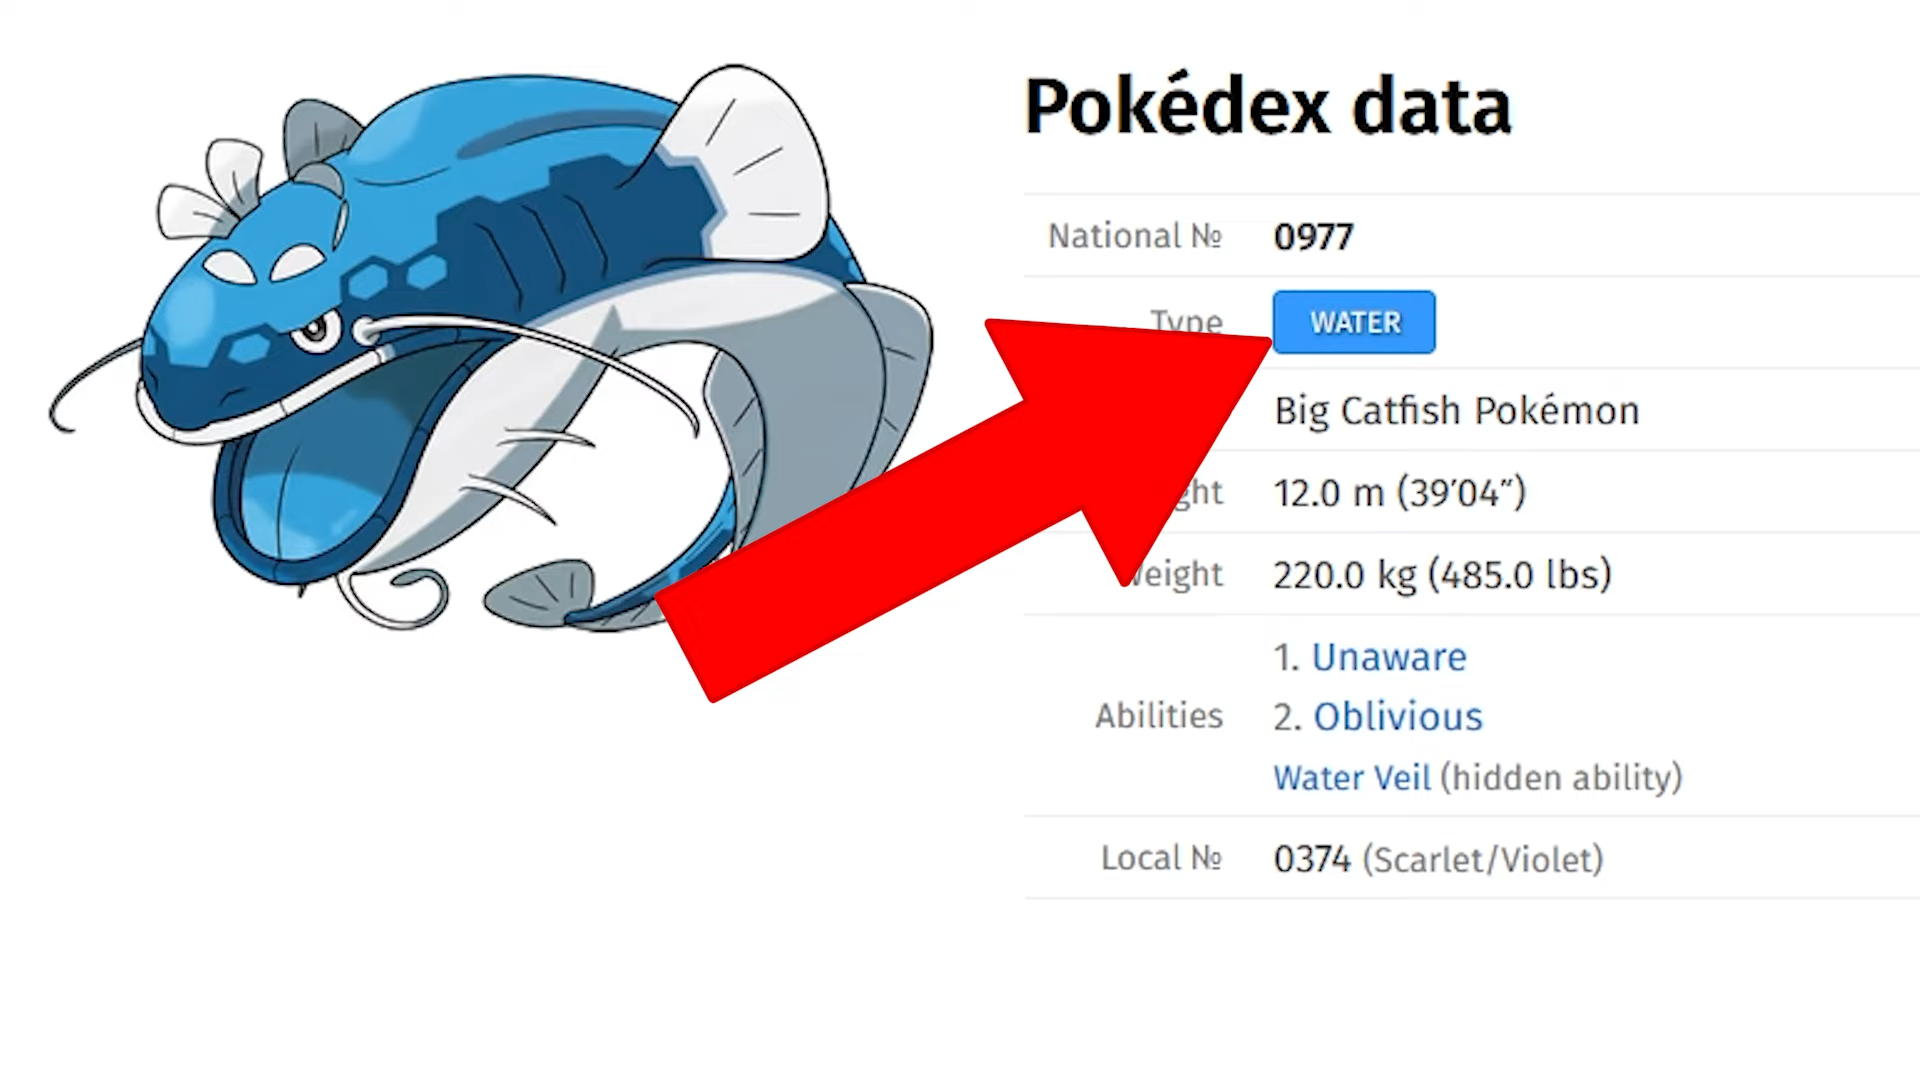 Pokédex data
National № 0977
Type WATER
Big Catfish Pokémon
12.0 m (39′04″)
220.0 kg (485.0 lbs)
1. Unaware
Abilities 2. Oblivious
Water Veil (hidden ability)
Local № 0374 (Scarlet/Violet)